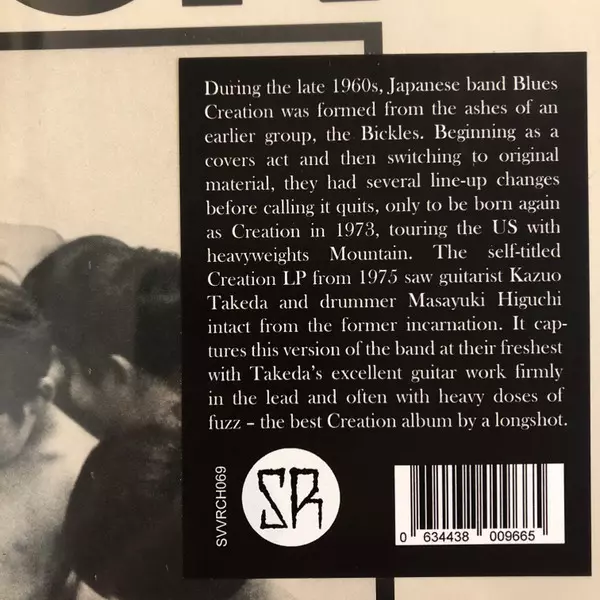 During the late 1960s, Japanese band Blues
Creation was formed from the ashes of an
earlier group, the Bickles. Beginning as a
covers act and then switching to original
material, they had several line-up changes
before calling it quits, only to be born again
as Creation in 1973, touring the US with
heavyweights Mountain. The self-titled
Creation LP from 1975 saw guitarist Kazuo
Takeda and drummer Masayuki Higuchi
intact from the former incarnation. It cap-
tures this version of the band at their freshest
with Takeda's excellent guitar work firmly
in the lead and often with heavy doses of
fuzz – the best Creation album by a longshot.
SVVRCH069
SR
0 634438 009665